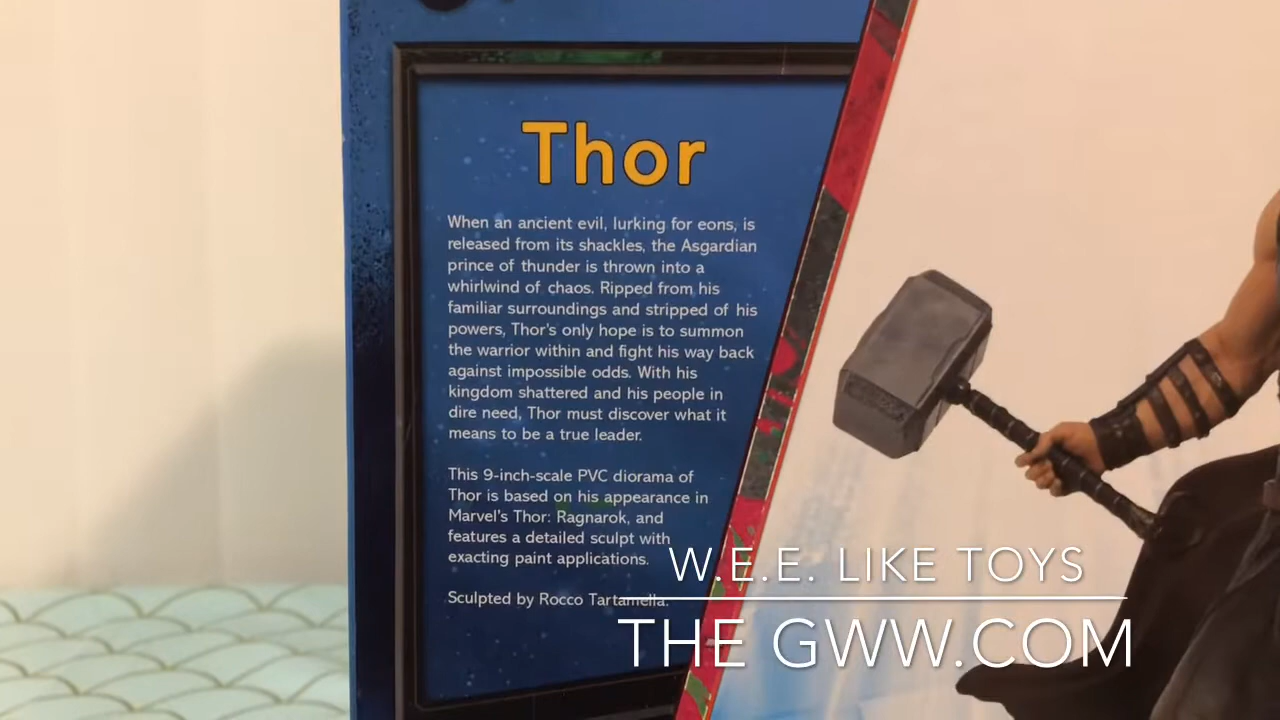 Thor
When an ancient evil, lurking for eons, is
released from its shackles, the Asgardian
prince of thunder is thrown into a
whirlwind of chaos. Ripped from his
familiar surroundings and stripped of his
powers, Thor's only hope is to summon
the warrior within and fight his way back
against impossible odds. With his
kingdom shattered and his people in
dire need, Thor must discover what it
means to be a true leader.
This 9-inch-scale PVC diorama of
Thor is based on his appearance in
Marvel's Thor: Ragnarok, and
features a detailed sculpt with
exacting paint applications.
Sculpted by Rocco Tartamella.
W.E.E. LIKE TOYS
THE GWW.COM